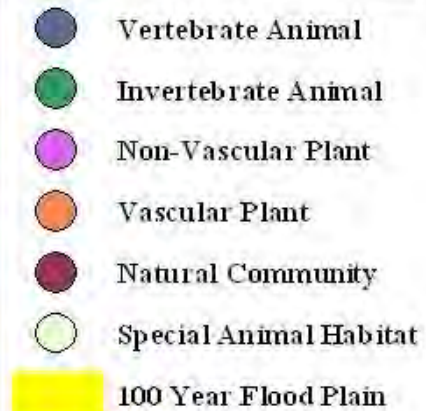 Vertebrate Animal
Invertebrate Animal
Non-Vascular Plant
Vascular Plant
Natural Community
Special Animal Habitat
100 Year Flood Plain